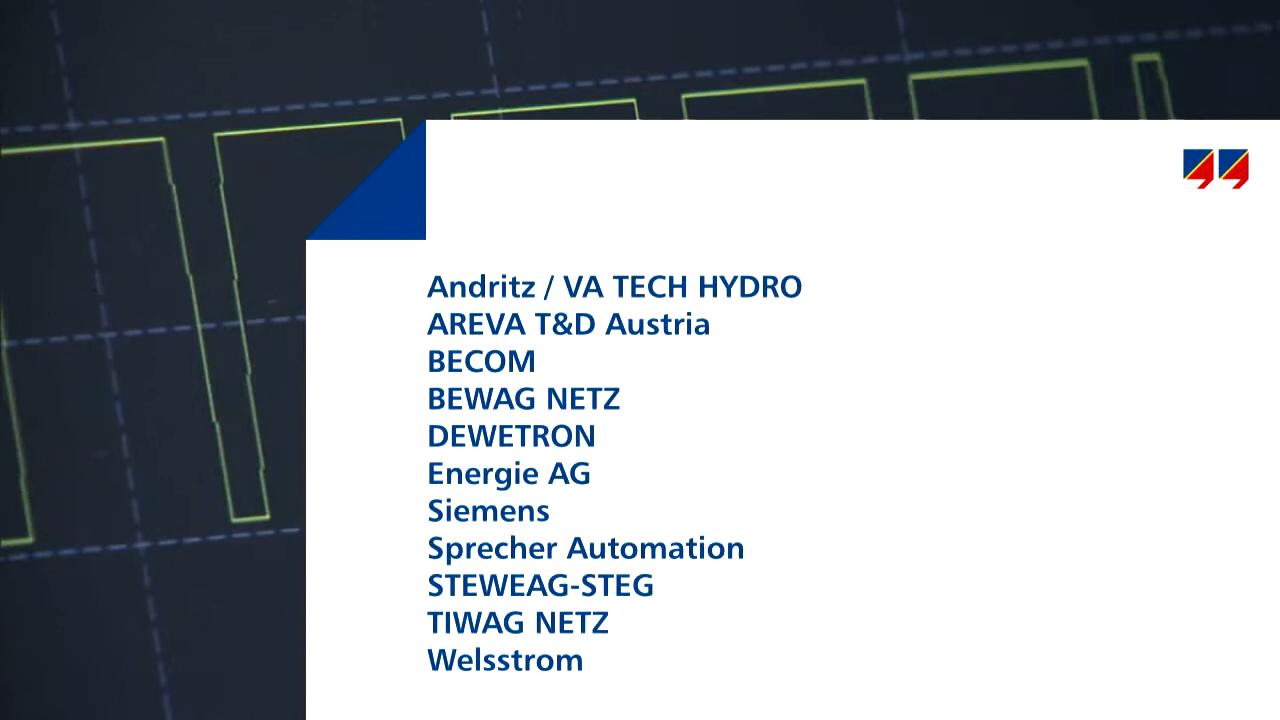 Andritz / VA TECH HYDRO
AREVA T&D Austria
BECOM
BEWAG NETZ
DEWETRON
Energie AG
Siemens
Sprecher Automation
STEWEAG-STEG
TIWAG NETZ
Welsstrom